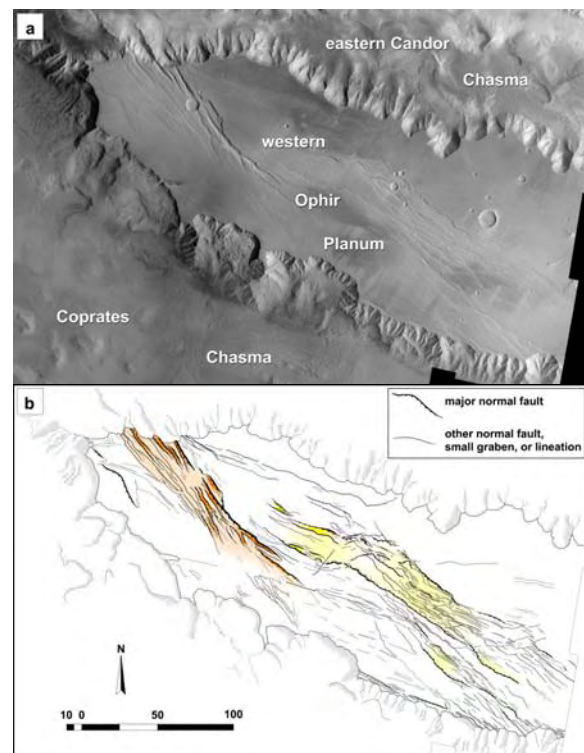 a
eastern Candor
Chasma
western
Ophir
Planum
Coprates
Chasma
b
major normal fault
other normal fault,
small graben, or lineation
N
10 0 50 100